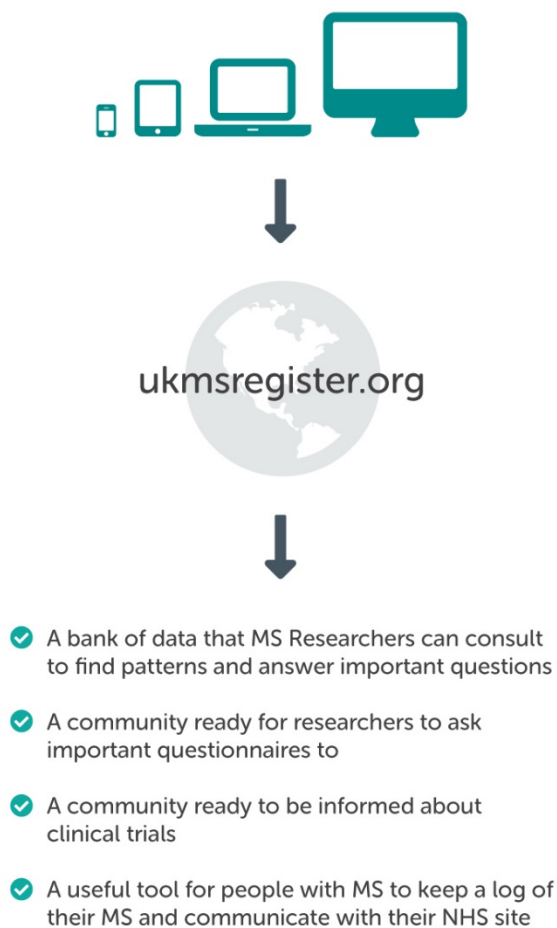 ukmsregister.org
A bank of data that MS Researchers can consult
to find patterns and answer important questions
A community ready for researchers to ask
important questionnaires to
A community ready to be informed about
clinical trials
A useful tool for people with MS to keep a log of
their MS and communicate with their NHS site